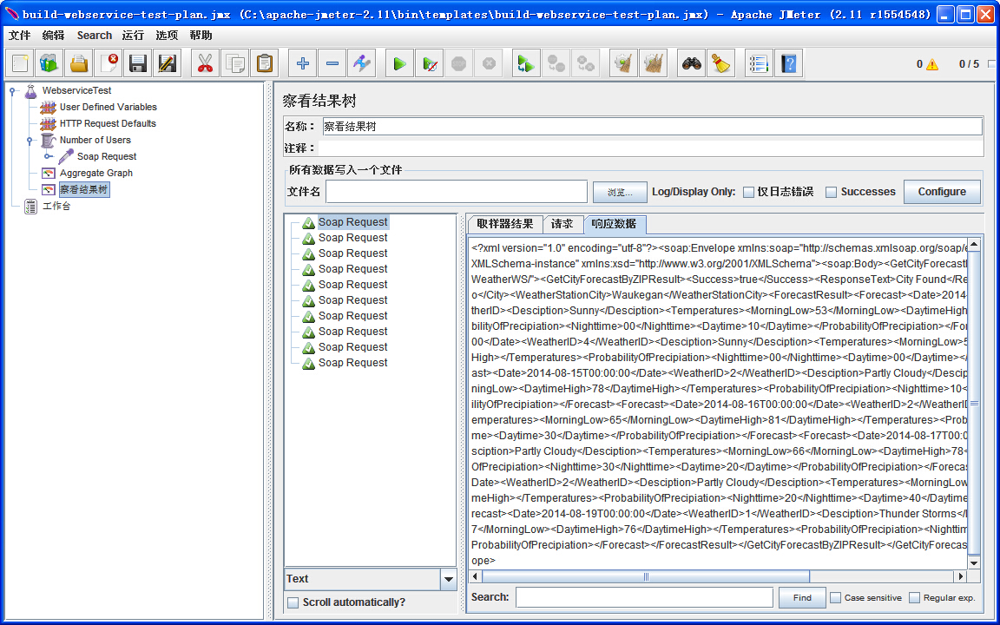 build-webservice-test-plan.jmx (C:\apache-jmeter-2.11\bin\templates\build-webservice-test-plan.jmx) - Apache JMeter (2.11 r1554548)
文件 编辑 Search 运行 选项 帮助
0 0 / 5
WebserviceTest
User Defined Variables
HTTP Request Defaults
Number of Users
Soap Request
Aggregate Graph
察看结果树
工作台
察看结果树
名称： 察看结果树
注释：
所有数据写入一个文件
文件名 浏览... Log/Display Only: 仅日志错误 Successes Configure
Soap Request
Soap Request
Soap Request
Soap Request
Soap Request
Soap Request
Soap Request
Soap Request
Soap Request
Soap Request
Text
Scroll automatically?
取样器结果 请求 响应数据
<?xml version="1.0" encoding="utf-8"?><soap:Envelope xmlns:soap="http://schemas.xmlsoap.org/soap/e
XMLSchema-instance" xmlns:xsd="http://www.w3.org/2001/XMLSchema"><soap:Body><GetCityForecast
WeatherWS/"><GetCityForecastByZIPResult><Success>true</Success><ResponseText>City Found</Re
o</City><WeatherStationCity>Waukegan</WeatherStationCity><ForecastResult><Forecast><Date>2014-
therID><Desciption>Sunny</Desciption><Temperatures><MorningLow>53</MorningLow><DaytimeHigh
bilityOfPrecipiation><Nighttime>00</Nighttime><Daytime>10</Daytime></ProbabilityOfPrecipiation></For
00</Date><WeatherID>4</WeatherID><Desciption>Sunny</Desciption><Temperatures><MorningLow>5
High></Temperatures><ProbabilityOfPrecipiation><Nighttime>00</Nighttime><Daytime>00</Daytime></
ast><Date>2014-08-15T00:00:00</Date><WeatherID>2</WeatherID><Desciption>Partly Cloudy</Descip
ningLow><DaytimeHigh>78</DaytimeHigh></Temperatures><ProbabilityOfPrecipiation><Nighttime>10<
ilityOfPrecipiation></Forecast><Forecast><Date>2014-08-16T00:00:00</Date><WeatherID>2</WeatherI
emperatures><MorningLow>65</MorningLow><DaytimeHigh>81</DaytimeHigh></Temperatures><Prob
me><Daytime>30</Daytime></ProbabilityOfPrecipiation></Forecast><Forecast><Date>2014-08-17T00:0
sciption>Partly Cloudy</Desciption><Temperatures><MorningLow>66</MorningLow><DaytimeHigh>78<
OfPrecipiation><Nighttime>30</Nighttime><Daytime>20</Daytime></ProbabilityOfPrecipiation></Foreca
Date><WeatherID>2</WeatherID><Desciption>Partly Cloudy</Desciption><Temperatures><MorningLow
meHigh></Temperatures><ProbabilityOfPrecipiation><Nighttime>20</Nighttime><Daytime>40</Daytime
recast><Date>2014-08-19T00:00:00</Date><WeatherID>1</WeatherID><Desciption>Thunder Storms</
7</MorningLow><DaytimeHigh>76</DaytimeHigh></Temperatures><ProbabilityOfPrecipiation><Nighttim
ProbabilityOfPrecipiation></Forecast></ForecastResult></GetCityForecastByZIPResult></GetCityForecas
ope>
Search: Find Case sensitive Regular exp.